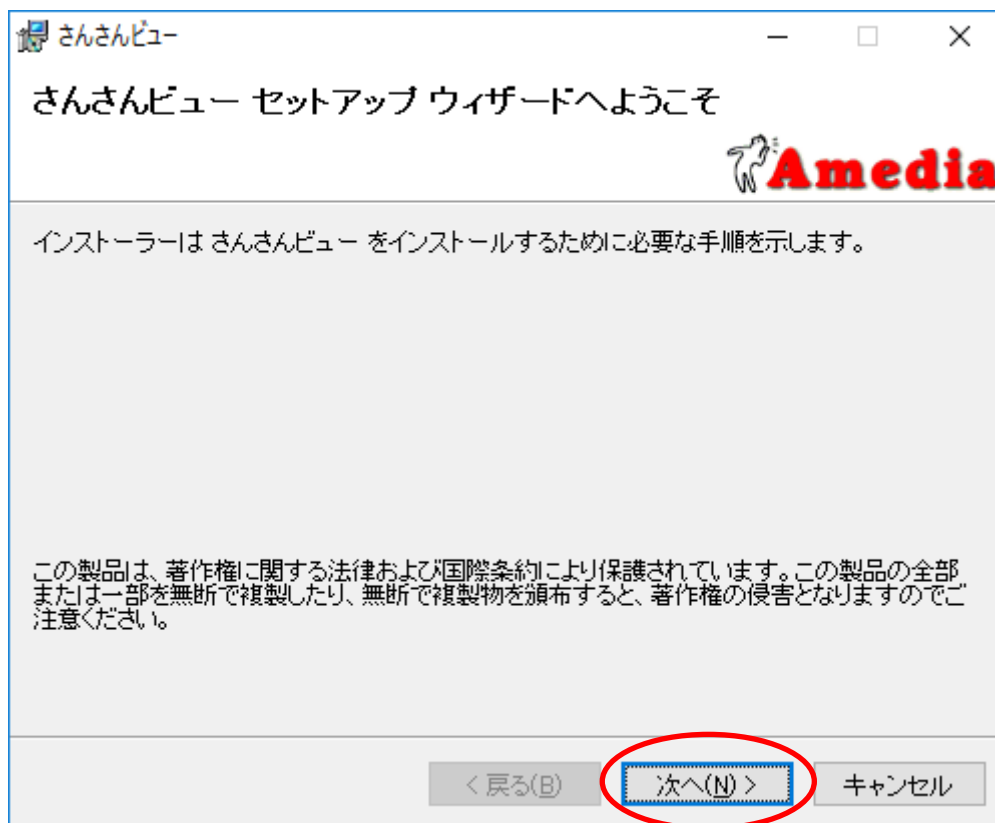 さんさんビュー
さんさんビュー セットアップ ウィザードへようこそ
Amedia
インストーラーは さんさんビュー をインストールするために必要な手順を示します。
この製品は、著作権に関する法律および国際条約により保護されています。この製品の全部
または一部を無断で複製したり、無断で複製物を頒布すると、著作権の侵害となりますのでご
注意ください。
< 戻る(B)
次へ(N) >
キャンセル